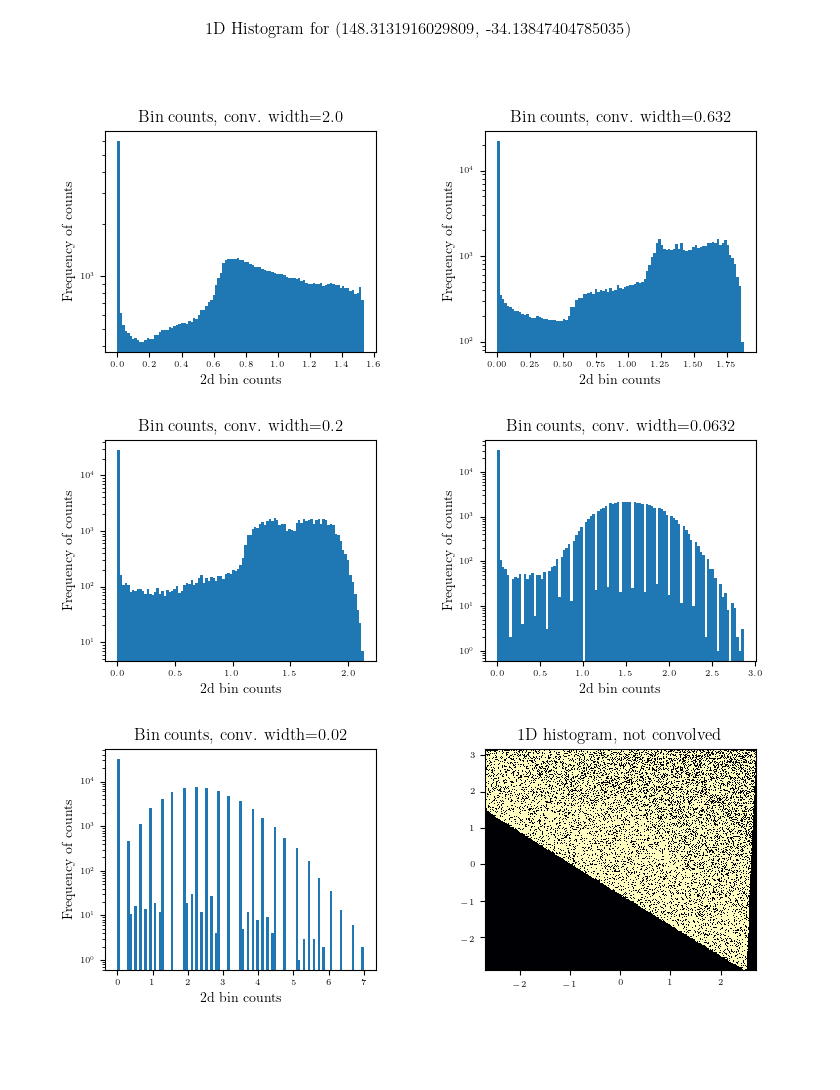 1D Histogram for (148.3131916029809, -34.13847404785035)
Bin counts, conv. width=2.0
Frequency of counts
10³
0.0 0.2 0.4 0.6 0.8 1.0 1.2 1.4 1.6
2d bin counts
Bin counts, conv. width=0.632
Frequency of counts
10⁴
10³
10²
0.00 0.25 0.50 0.75 1.00 1.25 1.50 1.75
2d bin counts
Bin counts, conv. width=0.2
Frequency of counts
10⁴
10³
10²
10¹
0.0 0.5 1.0 1.5 2.0
2d bin counts
Bin counts, conv. width=0.0632
Frequency of counts
10⁴
10³
10²
10¹
10⁰
0.0 0.5 1.0 1.5 2.0 2.5 3.0
2d bin counts
Bin counts, conv. width=0.02
Frequency of counts
10⁴
10³
10²
10¹
10⁰
0 1 2 3 4 5 6 7
2d bin counts
1D histogram, not convolved
3
2
1
0
−1
−2
−2 −1 0 1 2